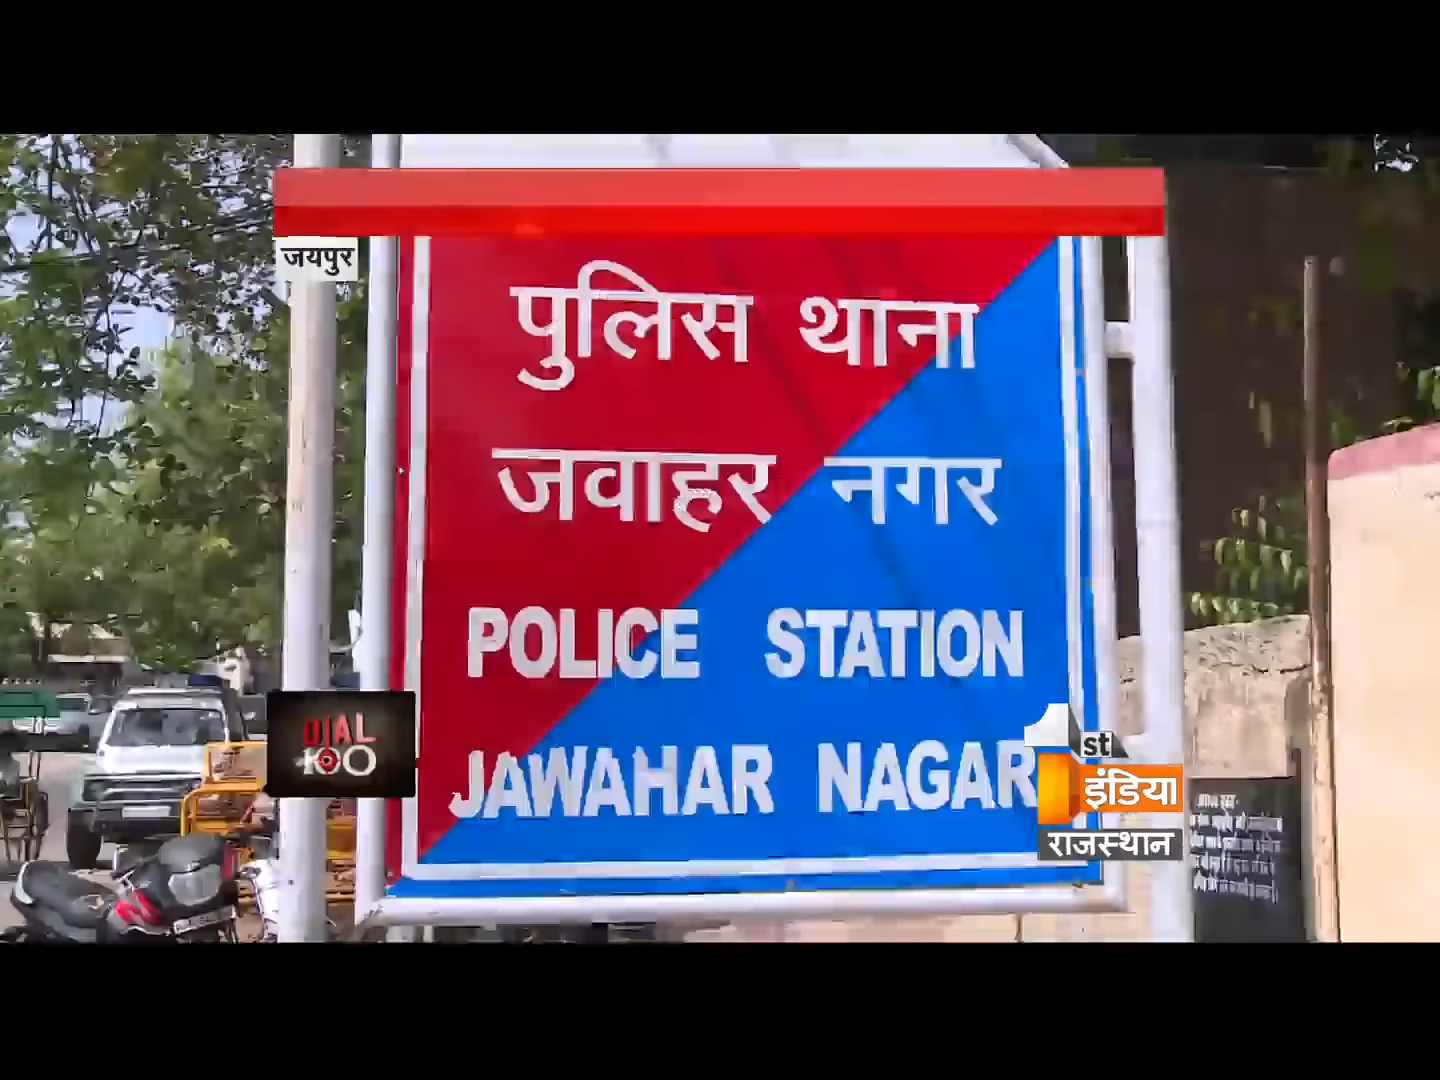 जयपुर
पुलिस थाना
जवाहर नगर
POLICE STATION
JAWAHAR NAGAR
DIAL
100
1st
इंडिया
राजस्थान